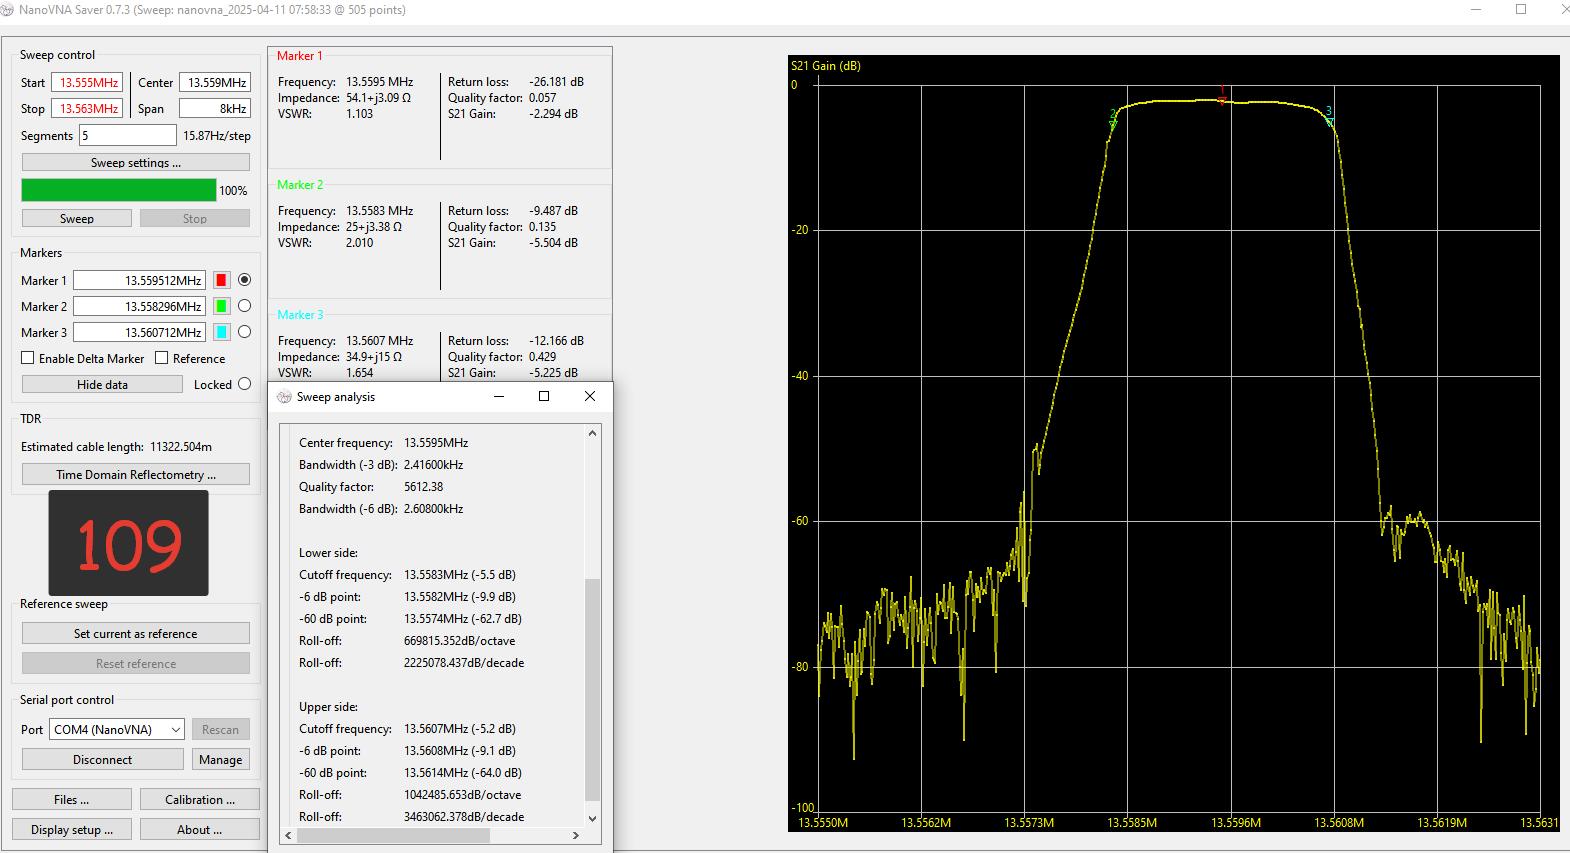 NanoVNA Saver 0.7.3 (Sweep: nanovna_2025-04-11 07:58:33 @ 505 points)
Sweep control
Start 13.555MHz Center 13.559MHz
Stop 13.563MHz Span 8kHz
Segments 5 15.87Hz/step
Sweep settings ...
100%
Sweep Stop
Markers
Marker 1 13.559512MHz
Marker 2 13.558296MHz
Marker 3 13.560712MHz
Enable Delta Marker Reference
Hide data Locked
TDR
Estimated cable length: 11322.504m
Time Domain Reflectometry ...
109
Reference sweep
Set current as reference
Reset reference
Serial port control
Port COM4 (NanoVNA) Rescan
Disconnect Manage
Files ... Calibration ...
Display setup ... About ...
Marker 1
Frequency: 13.5595 MHz Return loss: -26.181 dB
Impedance: 54.1+j3.09 Ω Quality factor: 0.057
VSWR: 1.103 S21 Gain: -2.294 dB
Marker 2
Frequency: 13.5583 MHz Return loss: -9.487 dB
Impedance: 25+j3.38 Ω Quality factor: 0.135
VSWR: 2.010 S21 Gain: -5.504 dB
Marker 3
Frequency: 13.5607 MHz Return loss: -12.166 dB
Impedance: 34.9+j15 Ω Quality factor: 0.429
VSWR: 1.654 S21 Gain: -5.225 dB
Sweep analysis
Center frequency: 13.5595MHz
Bandwidth (-3 dB): 2.41600kHz
Quality factor: 5612.38
Bandwidth (-6 dB): 2.60800kHz
Lower side:
Cutoff frequency: 13.5583MHz (-5.5 dB)
-6 dB point: 13.5582MHz (-9.9 dB)
-60 dB point: 13.5574MHz (-62.7 dB)
Roll-off: 669815.352dB/octave
Roll-off: 2225078.437dB/decade
Upper side:
Cutoff frequency: 13.5607MHz (-5.2 dB)
-6 dB point: 13.5608MHz (-9.1 dB)
-60 dB point: 13.5614MHz (-64.0 dB)
Roll-off: 1042485.653dB/octave
Roll-off: 3463062.378dB/decade
S21 Gain (dB)
0
1
2
3
-20
-40
-60
-80
-100
13.5550M 13.5562M 13.5573M 13.5585M 13.5596M 13.5608M 13.5619M 13.5631